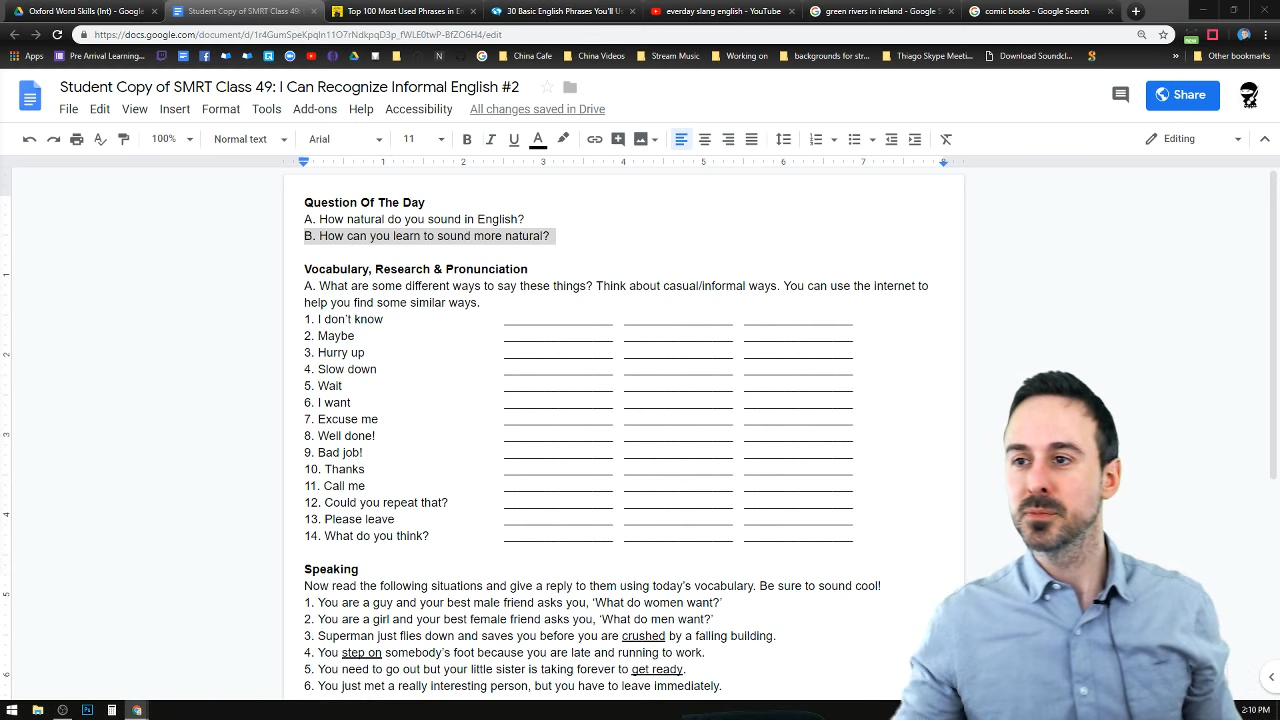 Oxford Word Skills (Int) - Google
Student Copy of SMRT Class 49:
Top 100 Most Used Phrases in En
30 Basic English Phrases You'll Us
everday slang english - YouTube
green rivers in ireland - Google S
comic books - Google Search
https://docs.google.com/document/d/1r4GumSpeKpqIn11O7rNdkpqD3p_fWLE0twP-BfZO6H4/edit
new
Apps
Pre Arrival Learning...
China Cafe
China Videos
Stream Music
Working on
backgrounds for str...
Thiago Skype Meeti...
Download Soundcl...
Other bookmarks
Student Copy of SMRT Class 49: I Can Recognize Informal English #2
File Edit View Insert Format Tools Add-ons Help Accessibility All changes saved in Drive
Share
100% Normal text Arial 11 B I U A Editing
1 2 3 4 5 6 7 8
Question Of The Day
A. How natural do you sound in English?
B. How can you learn to sound more natural?
Vocabulary, Research & Pronunciation
A. What are some different ways to say these things? Think about casual/informal ways. You can use the internet to
help you find some similar ways.
1. I don't know
2. Maybe
3. Hurry up
4. Slow down
5. Wait
6. I want
7. Excuse me
8. Well done!
9. Bad job!
10. Thanks
11. Call me
12. Could you repeat that?
13. Please leave
14. What do you think?
Speaking
Now read the following situations and give a reply to them using today's vocabulary. Be sure to sound cool!
1. You are a guy and your best male friend asks you, 'What do women want?'
2. You are a girl and your best female friend asks you, 'What do men want?'
3. Superman just flies down and saves you before you are crushed by a falling building.
4. You step on somebody's foot because you are late and running to work.
5. You need to go out but your little sister is taking forever to get ready.
6. You just met a really interesting person, but you have to leave immediately.
2:10 PM